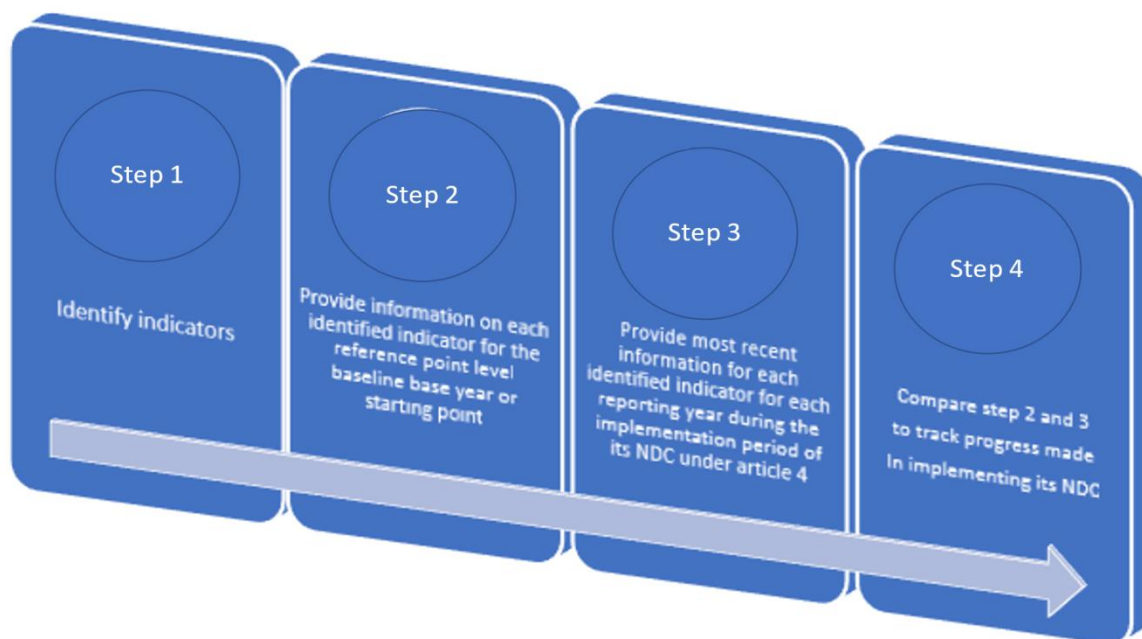 Step 1
Identify indicators
Step 2
Provide information on each
identified indicator for the
reference point level
baseline base year or
starting point
Step 3
Provide most recent
information for each
identified indicator for each
reporting year during the
implementation period of
its NDC under article 4
Step 4
Compare step 2 and 3
to track progress made
In implementing its NDC